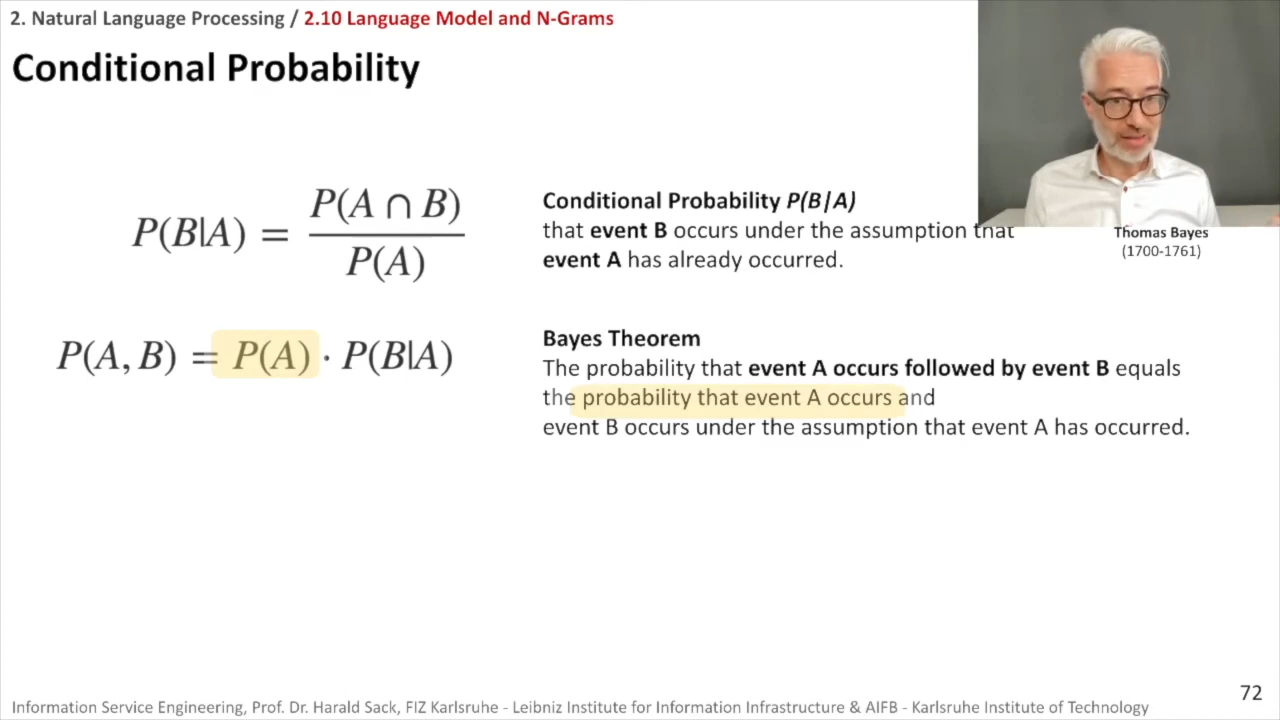 2. Natural Language Processing / 2.10 Language Model and N-Grams
Conditional Probability
P(B|A) = P(A ∩ B) / P(A)
Conditional Probability P(B|A)
that event B occurs under the assumption that
event A has already occurred.
Thomas Bayes
(1700-1761)
P(A, B) = P(A) · P(B|A)
Bayes Theorem
The probability that event A occurs followed by event B equals
the probability that event A occurs and
event B occurs under the assumption that event A has occurred.
72
Information Service Engineering, Prof. Dr. Harald Sack, FIZ Karlsruhe - Leibniz Institute for Information Infrastructure & AIFB - Karlsruhe Institute of Technology